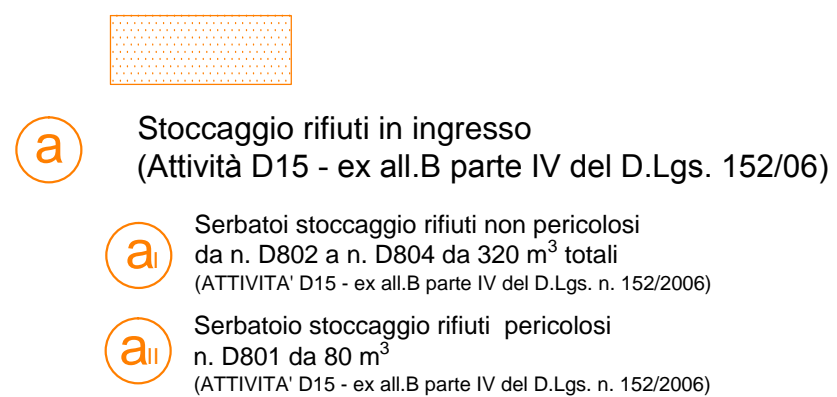 a Stoccaggio rifiuti in ingresso
(Attività D15 - ex all.B parte IV del D.Lgs. 152/06)
aI Serbatoi stoccaggio rifiuti non pericolosi
da n. D802 a n. D804 da 320 m³ totali
(ATTIVITA' D15 - ex all.B parte IV del D.Lgs. n. 152/2006)
aII Serbatoio stoccaggio rifiuti pericolosi
n. D801 da 80 m³
(ATTIVITA' D15 - ex all.B parte IV del D.Lgs. n. 152/2006)